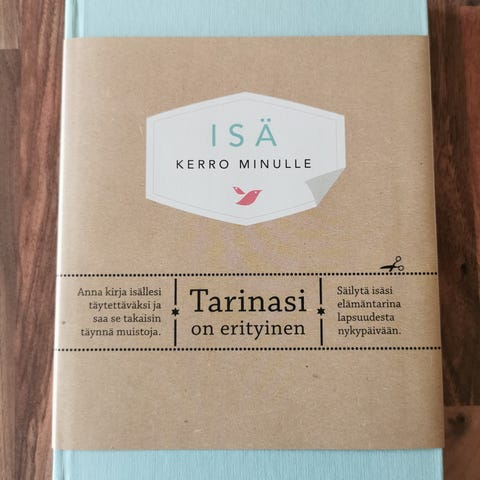 ISÄ
KERRO MINULLE
Anna kirja isällesi
täytettäväksi ja
saa se takaisin
täynnä muistoja.
Tarinasi
on erityinen
Säilytä isäsi
elämäntarina
lapsuudesta
nykypäivään.